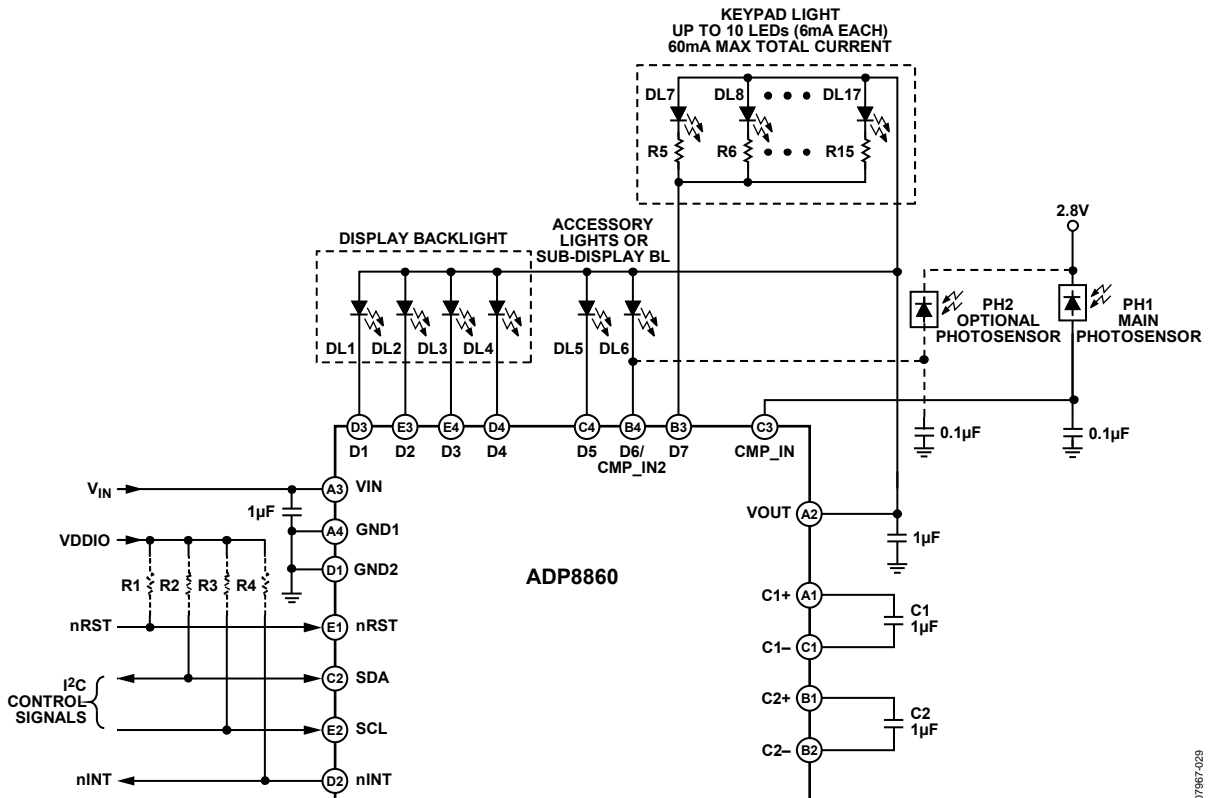 KEYPAD LIGHT
UP TO 10 LEDs (6mA EACH)
60mA MAX TOTAL CURRENT
DL7
DL8
DL17
R5
R6
R15
2.8V
DISPLAY BACKLIGHT
ACCESSORY
LIGHTS OR
SUB-DISPLAY BL
DL1
DL2
DL3
DL4
DL5
DL6
PH2
OPTIONAL
PHOTOSENSOR
PH1
MAIN
PHOTOSENSOR
D3
E3
E4
D4
C4
B4
B3
C3
D1
D2
D3
D4
D5
D6/
CMP_IN2
D7
CMP_IN
0.1µF
0.1µF
VIN
A3
VIN
1µF
A4
GND1
D1
GND2
VDDIO
R1
R2
R3
R4
ADP8860
VOUT
A2
1µF
nRST
E1
nRST
C1+
A1
C1
1µF
C1–
C1
I2C
CONTROL
SIGNALS
C2
SDA
E2
SCL
C2+
B1
C2
1µF
C2–
B2
nINT
D2
nINT
07967-029